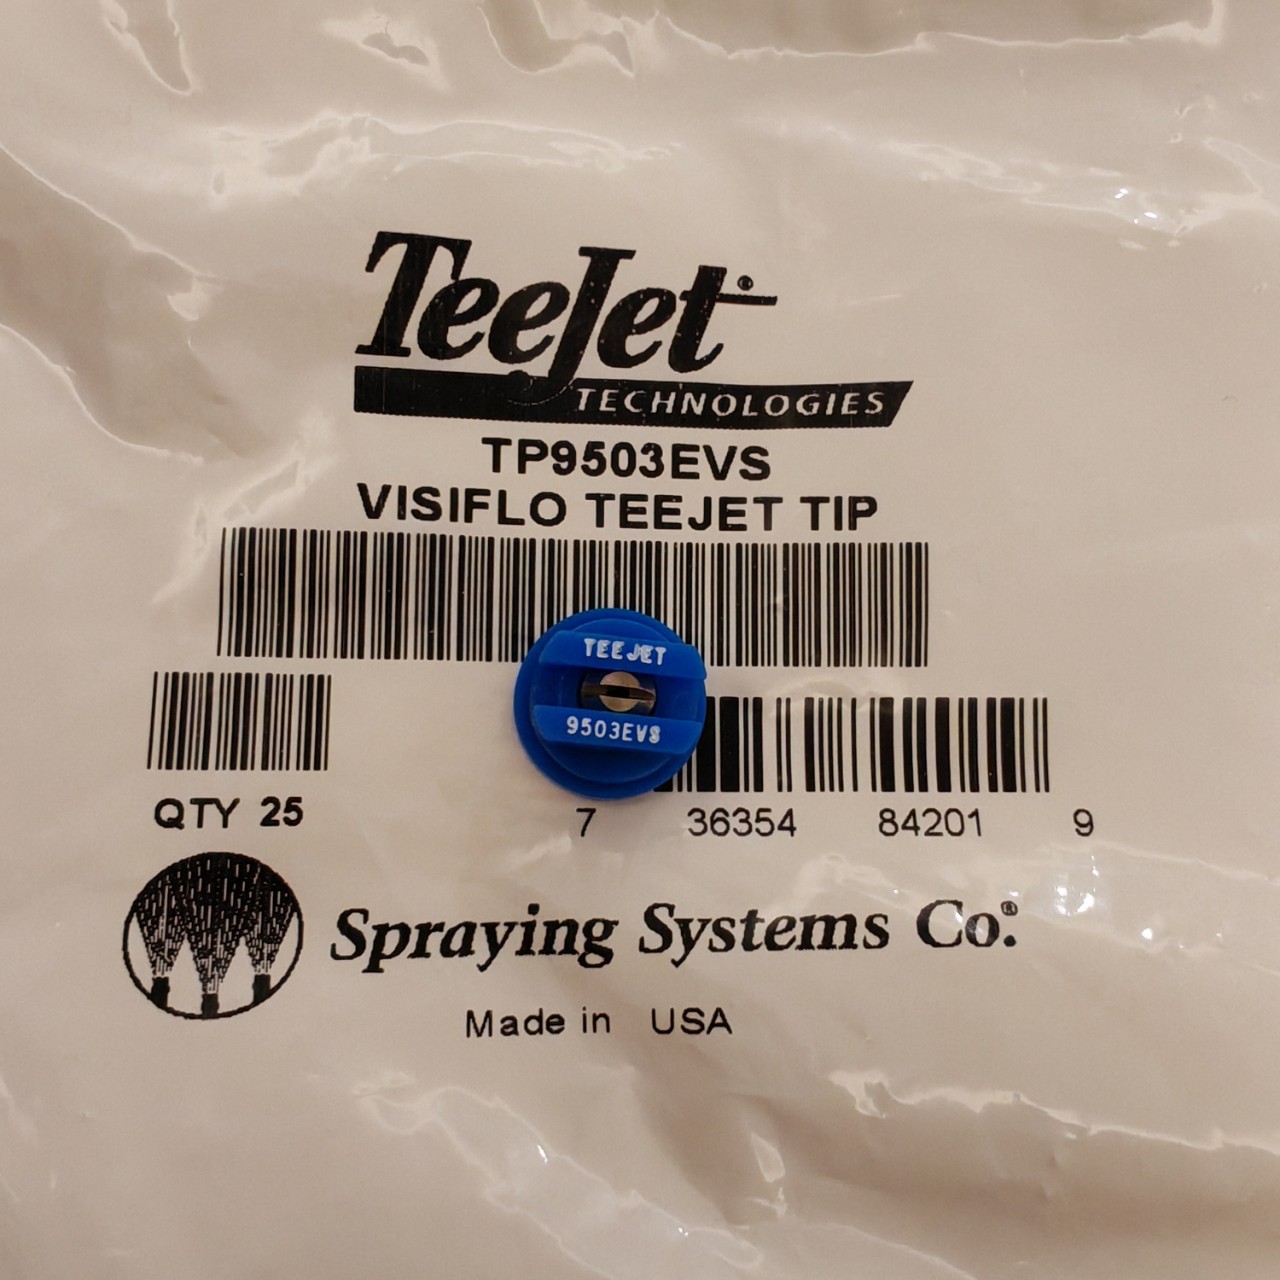 TeeJet®
TECHNOLOGIES
TP9503EVS
VISIFLO TEEJET TIP
TEEJET
9503EVS
QTY 25
7 36354 84201 9
Spraying Systems Co.®
Made in USA